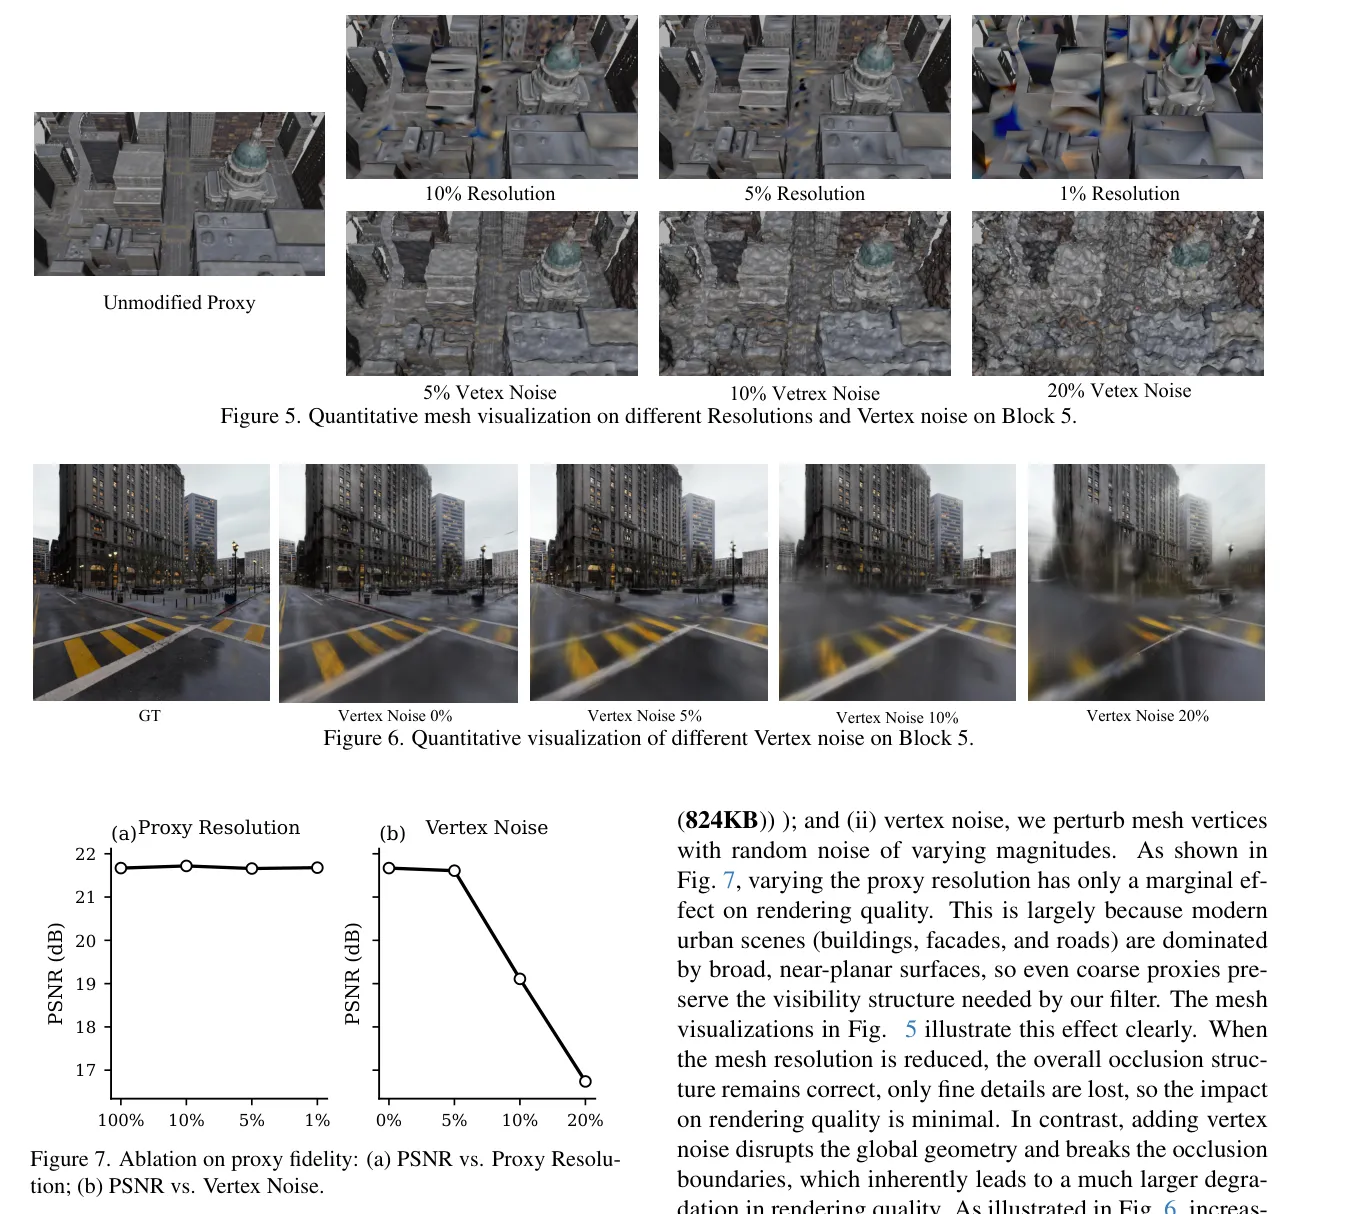 10% Resolution
5% Resolution
1% Resolution
Unmodified Proxy
5% Vetex Noise
10% Vetrex Noise
20% Vetex Noise
Figure 5. Quantitative mesh visualization on different Resolutions and Vertex noise on Block 5.
GT
Vertex Noise 0%
Vertex Noise 5%
Vertex Noise 10%
Vertex Noise 20%
Figure 6. Quantitative visualization of different Vertex noise on Block 5.
(a) Proxy Resolution
PSNR (dB)
22
21
20
19
18
17
100% 10% 5% 1%
(b) Vertex Noise
PSNR (dB)
0% 5% 10% 20%
Figure 7. Ablation on proxy fidelity: (a) PSNR vs. Proxy Resolu-
tion; (b) PSNR vs. Vertex Noise.
(824KB)) ); and (ii) vertex noise, we perturb mesh vertices
with random noise of varying magnitudes. As shown in
Fig. 7, varying the proxy resolution has only a marginal ef-
fect on rendering quality. This is largely because modern
urban scenes (buildings, facades, and roads) are dominated
by broad, near-planar surfaces, so even coarse proxies pre-
serve the visibility structure needed by our filter. The mesh
visualizations in Fig. 5 illustrate this effect clearly. When
the mesh resolution is reduced, the overall occlusion struc-
ture remains correct, only fine details are lost, so the impact
on rendering quality is minimal. In contrast, adding vertex
noise disrupts the global geometry and breaks the occlusion
boundaries, which inherently leads to a much larger degra-
dation in rendering quality. As illustrated in Fig. 6, increas-